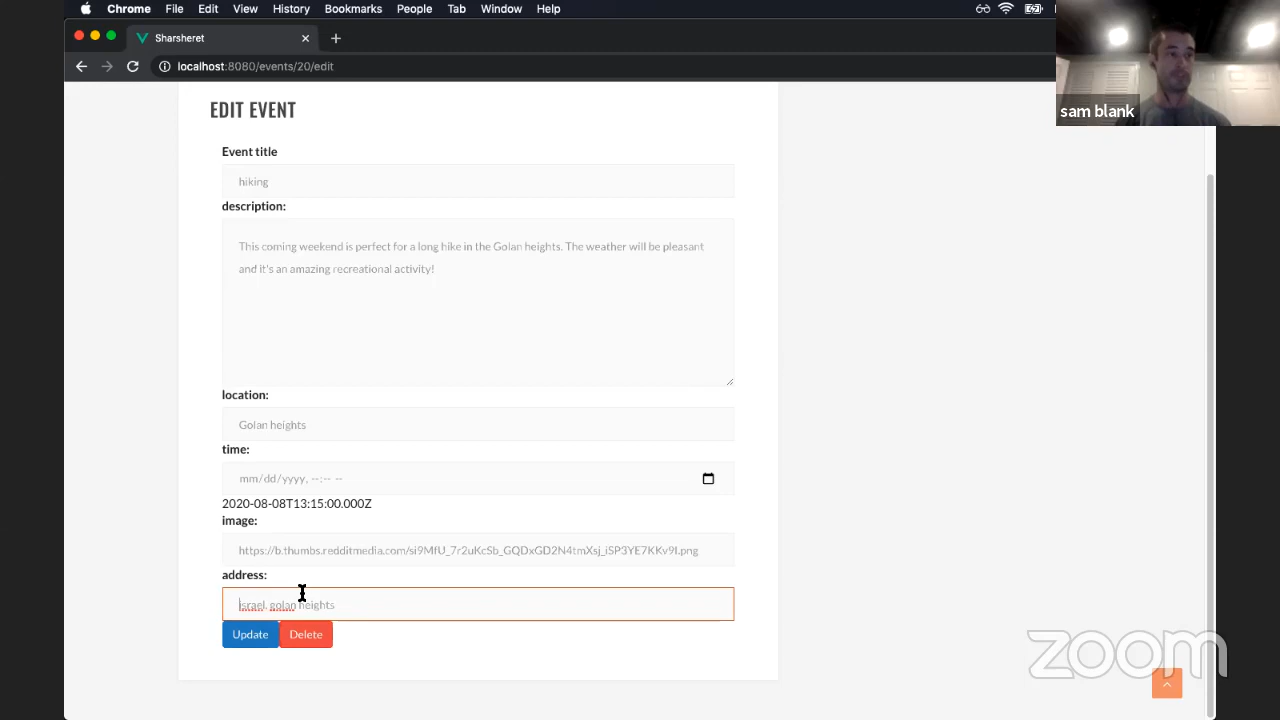 Chrome File Edit View History Bookmarks People Tab Window Help
Sharsheret
localhost:8080/events/20/edit
sam blank
EDIT EVENT
Event title
hiking
description:
This coming weekend is perfect for a long hike in the Golan heights. The weather will be pleasant
and it's an amazing recreational activity!
location:
Golan heights
time:
mm/dd/yyyy, --:-- --
2020-08-08T13:15:00.000Z
image:
https://b.thumbs.redditmedia.com/si9MfU_7r2uKcSb_GQDxGD2N4tmXsj_iSP3YE7KKv9I.png
address:
israel, golan heights
Update Delete
zoom